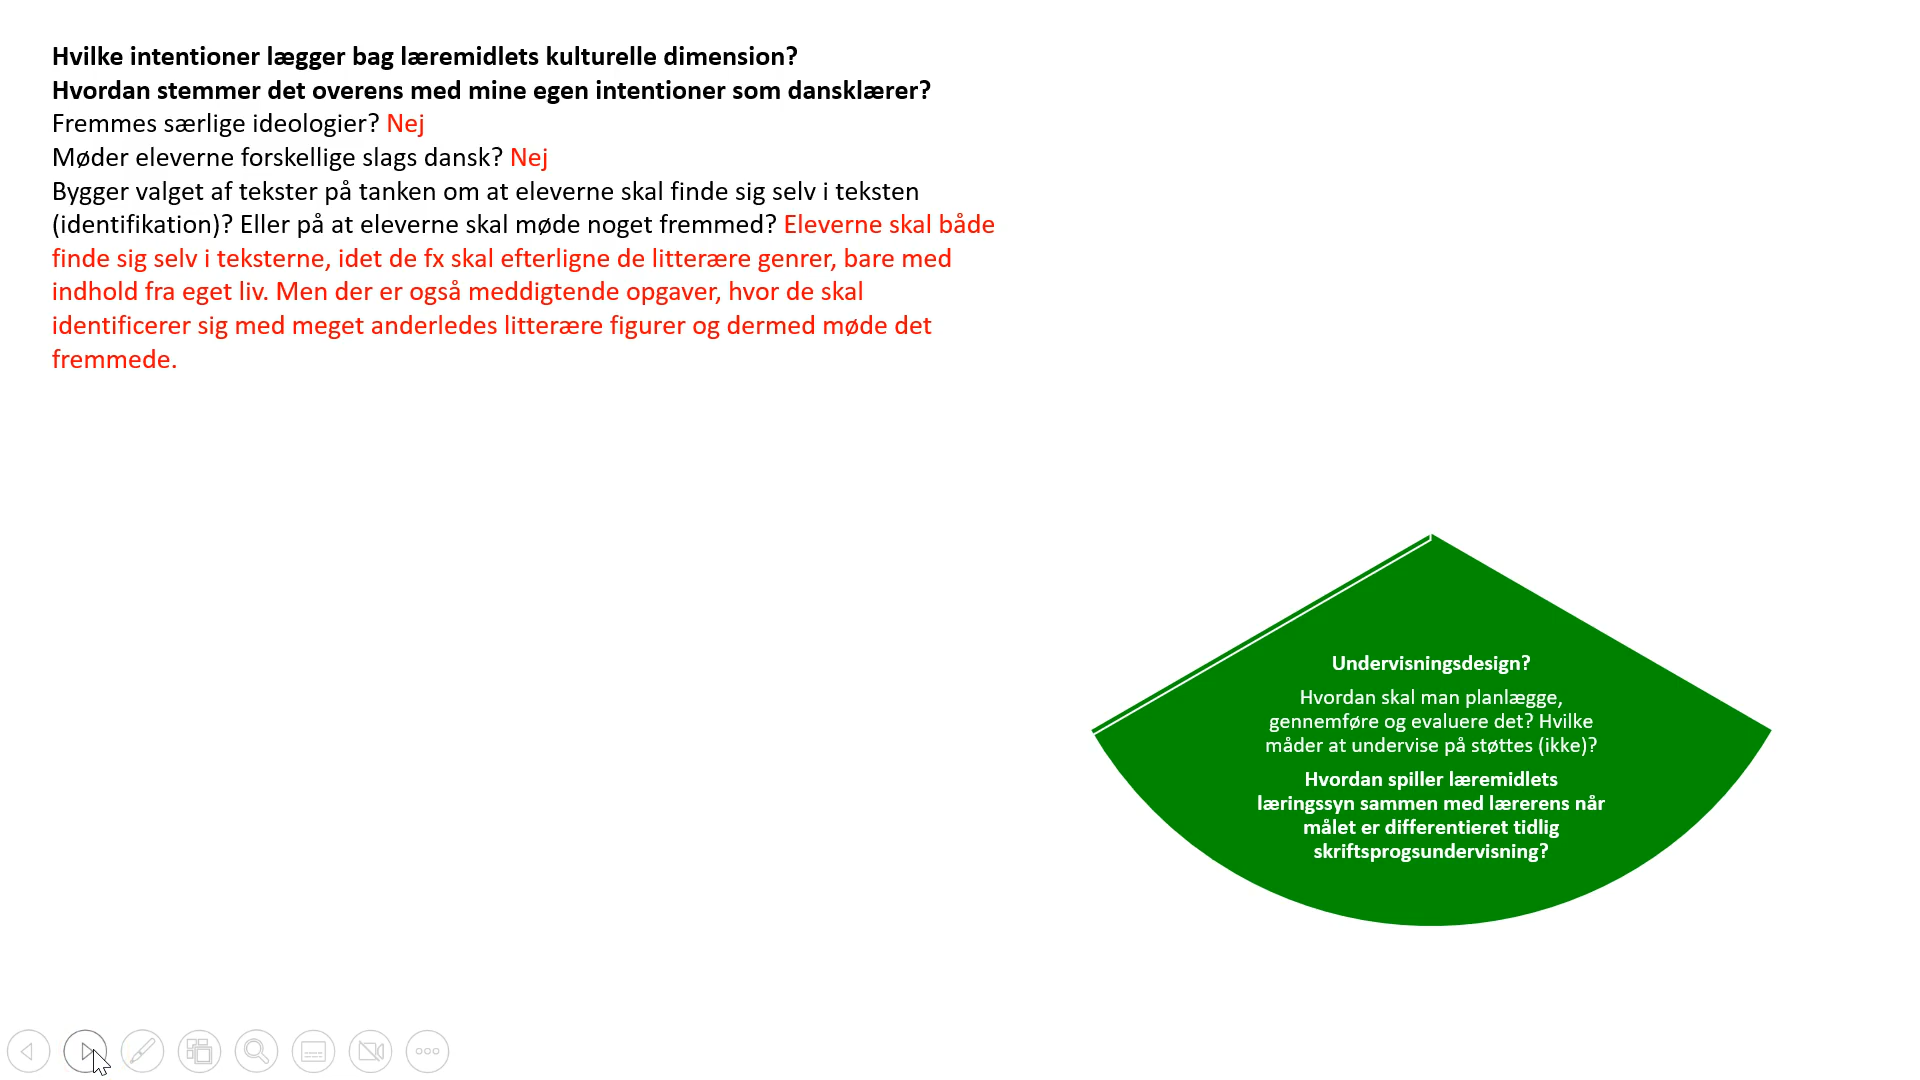 Hvilke intentioner lægger bag læremidlets kulturelle dimension?
Hvordan stemmer det overens med mine egen intentioner som dansklærer?
Fremmes særlige ideologier? Nej
Møder eleverne forskellige slags dansk? Nej
Bygger valget af tekster på tanken om at eleverne skal finde sig selv i teksten
(identifikation)? Eller på at eleverne skal møde noget fremmed? Eleverne skal både
finde sig selv i teksterne, idet de fx skal efterligne de litterære genrer, bare med
indhold fra eget liv. Men der er også meddigtende opgaver, hvor de skal
identificerer sig med meget anderledes litterære figurer og dermed møde det
fremmede.
Undervisningsdesign?
Hvordan skal man planlægge,
gennemføre og evaluere det? Hvilke
måder at undervise på støttes (ikke)?
Hvordan spiller læremidlets
læringssyn sammen med lærerens når
målet er differentieret tidlig
skriftsprogsundervisning?